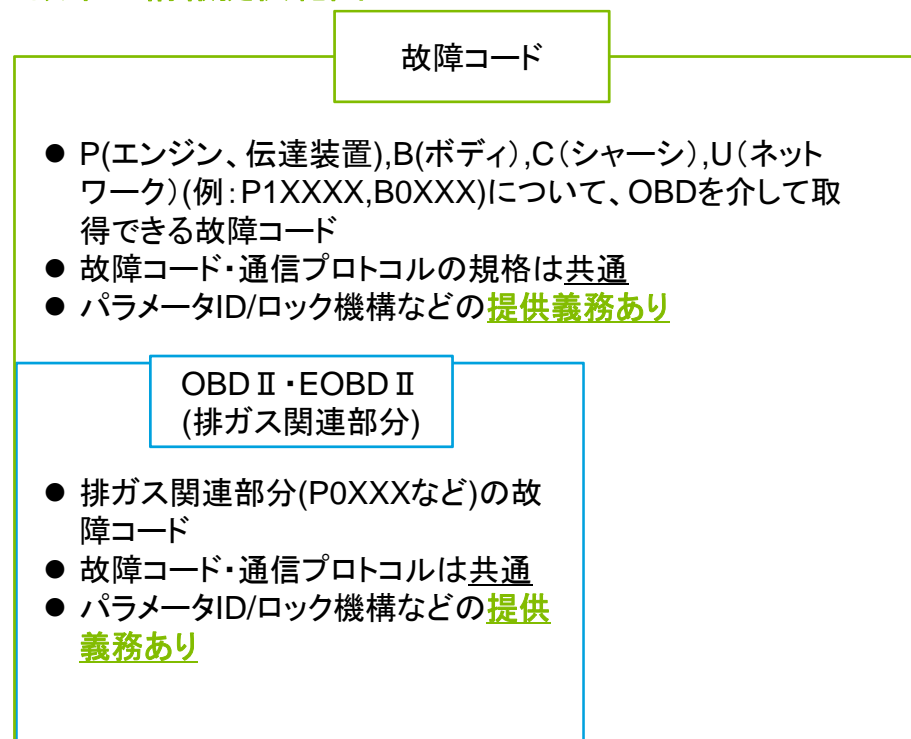 故障コード
● P(エンジン、伝達装置),B(ボディ),C(シャーシ),U(ネット
ワーク)(例:P1XXXX,B0XXX)について、OBDを介して取
得できる故障コード
● 故障コード・通信プロトコルの規格は共通
● パラメータID/ロック機構などの提供義務あり
OBDⅡ・EOBDⅡ
(排ガス関連部分)
● 排ガス関連部分(P0XXXなど)の故
障コード
● 故障コード・通信プロトコルは共通
● パラメータID/ロック機構などの提供
義務あり